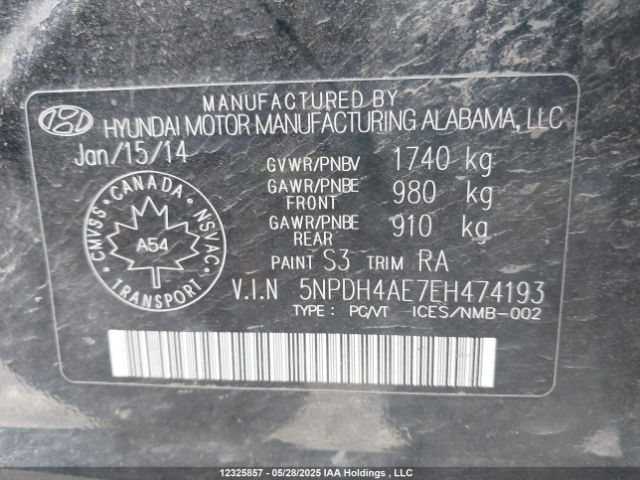 MANUFACTURED BY
HYUNDAI MOTOR MANUFACTURING ALABAMA, LLC
Jan/15/14
GVWR/PNBV 1740 kg
GAWR/PNBE FRONT 980 kg
GAWR/PNBE REAR 910 kg
CANADA
CMVSS · NSVAC
A54
TRANSPORT
PAINT S3 TRIM RA
V.I.N 5NPDH4AE7EH474193
TYPE : PC/VT ICES/NMB-002
12325857 - 05/28/2025 IAA Holdings , LLC